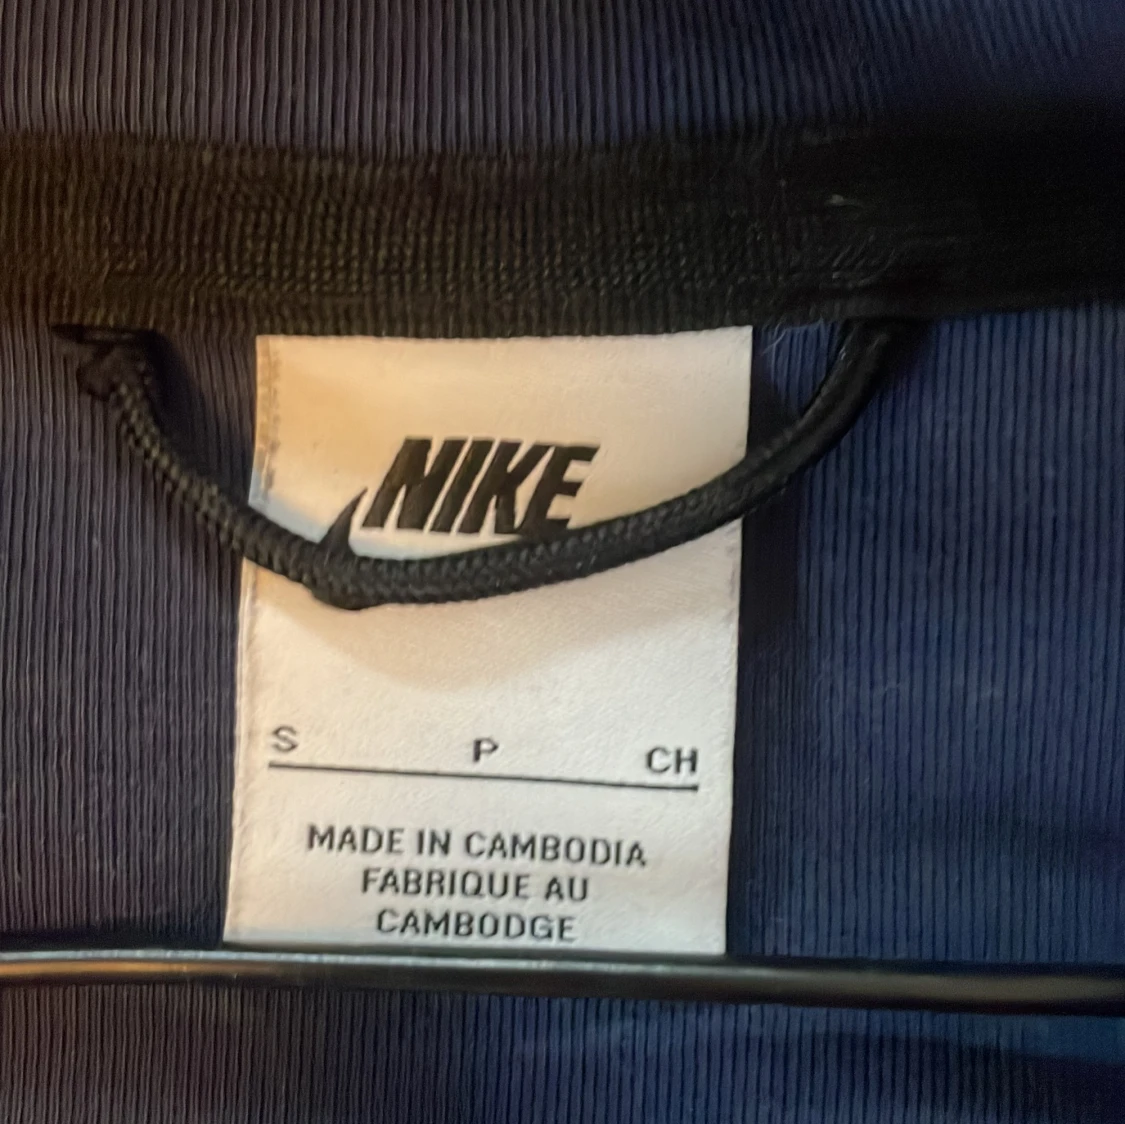 NIKE
S P CH
MADE IN CAMBODIA
FABRIQUE AU
CAMBODGE